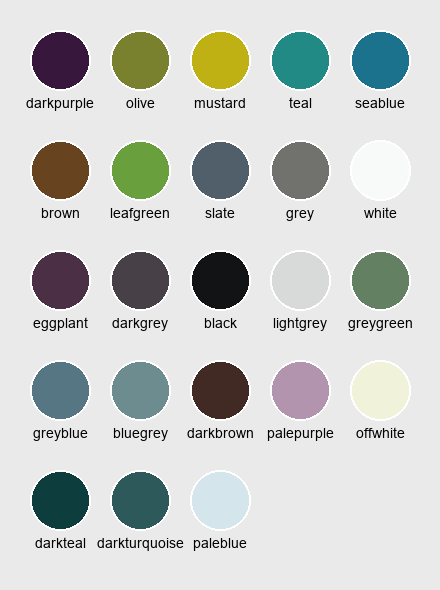 darkpurple olive mustard teal seablue
brown leafgreen slate grey white
eggplant darkgrey black lightgrey greygreen
greyblue bluegrey darkbrown palepurple offwhite
darkteal darkturquoise paleblue